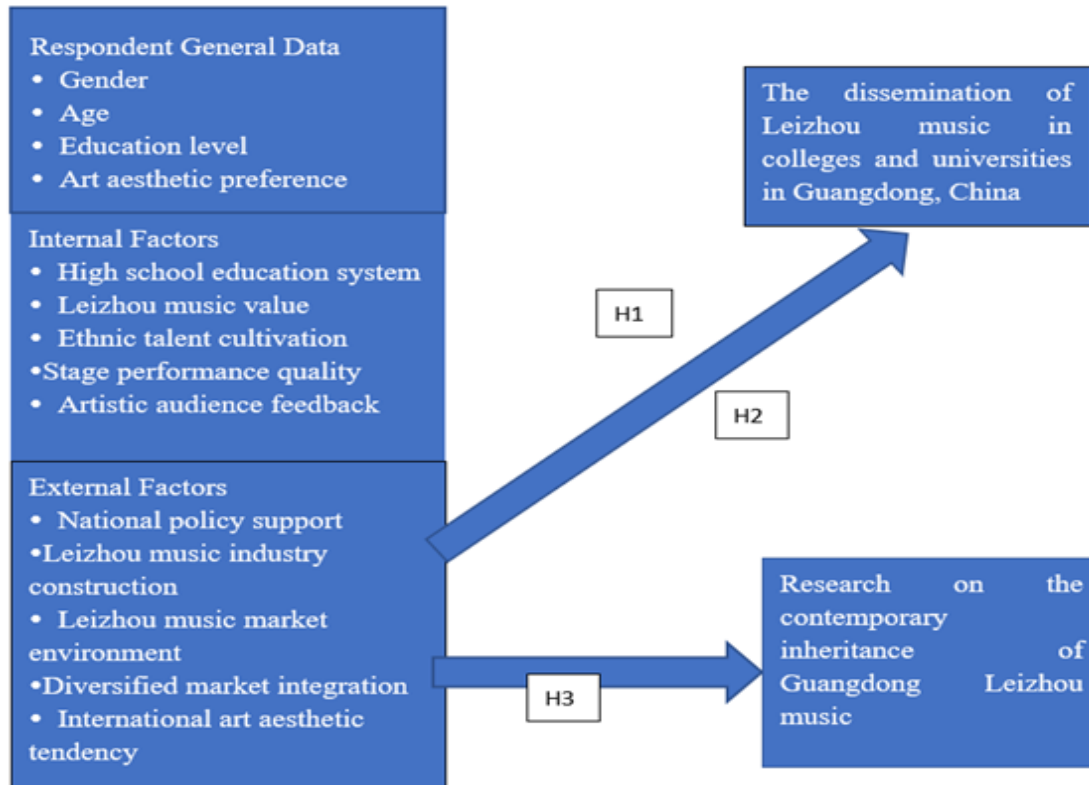 Respondent General Data
• Gender
• Age
• Education level
• Art aesthetic preference
Internal Factors
• High school education system
• Leizhou music value
• Ethnic talent cultivation
•Stage performance quality
• Artistic audience feedback
External Factors
• National policy support
•Leizhou music industry
construction
• Leizhou music market
environment
•Diversified market integration
• International art aesthetic
tendency
The dissemination of
Leizhou music in
colleges and universities
in Guangdong, China
H1
H2
H3
Research on the
contemporary
inheritance of
Guangdong Leizhou
music